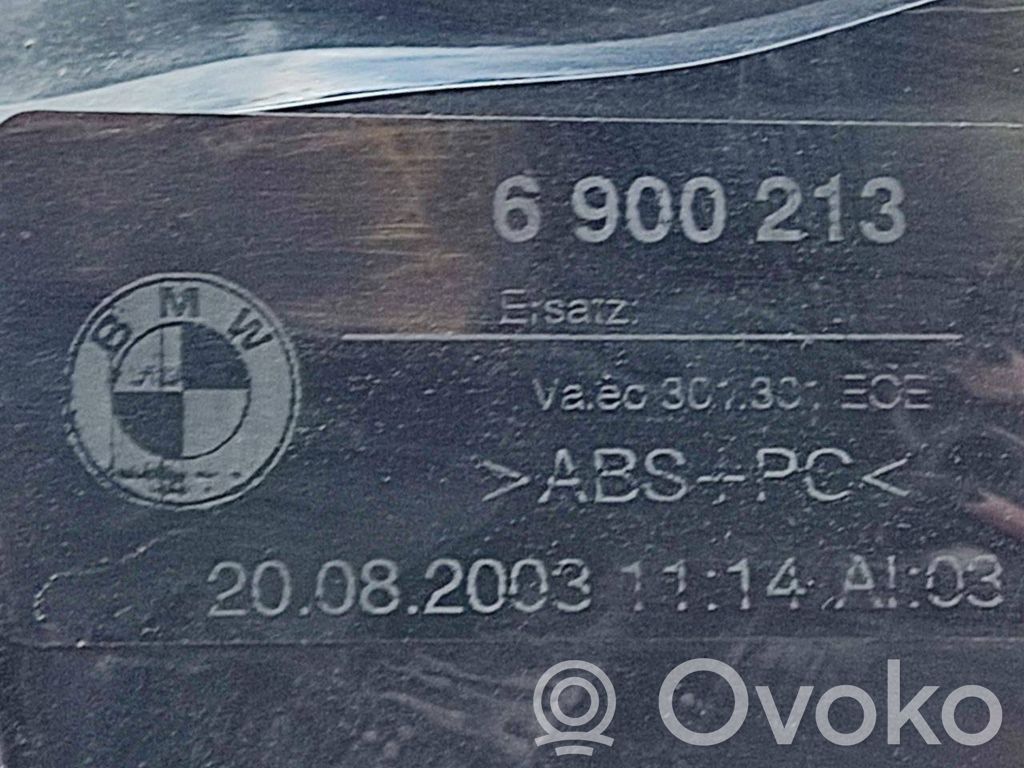 6 900 213
BMW
Ersatz:
Valeo 301.301 ECE
>ABS+PC<
20.08.2003 11:14 AI:03
Ovoko